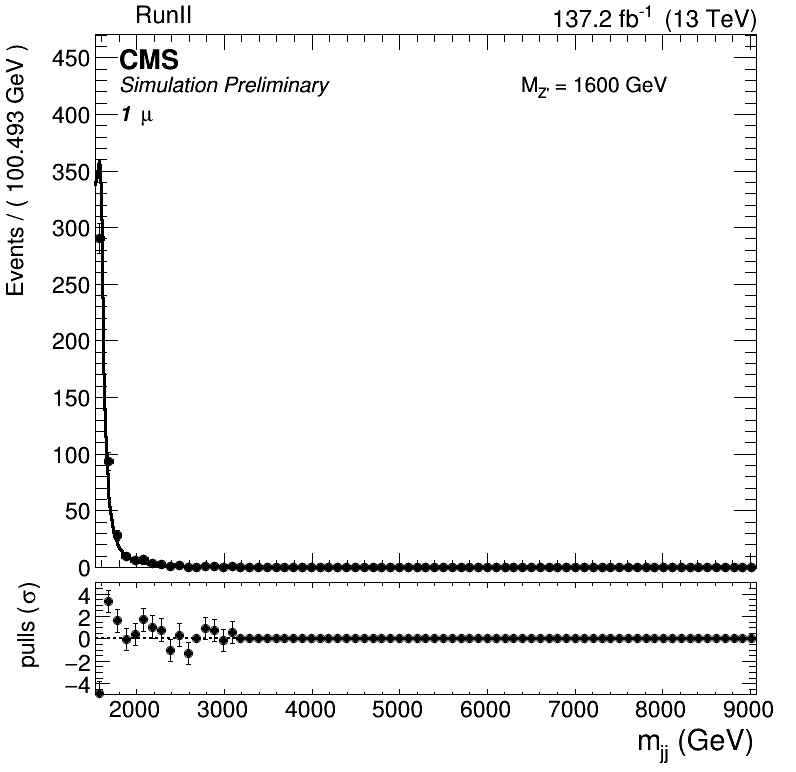 RunII 137.2 fb⁻¹ (13 TeV)
CMS
Simulation Preliminary
M_Z' = 1600 GeV
1 μ
Events / ( 100.493 GeV )
450
400
350
300
250
200
150
100
50
0
pulls (σ)
4
2
0
−2
−4
2000 3000 4000 5000 6000 7000 8000 9000
m_jj (GeV)